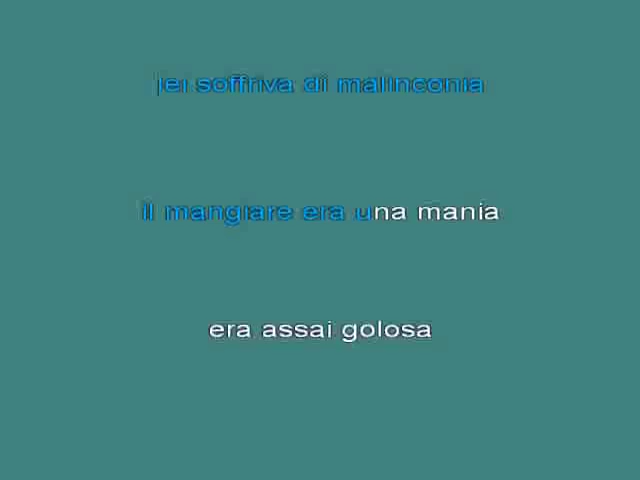 lei soffriva di malinconia
il mangiare era una mania
era assai golosa